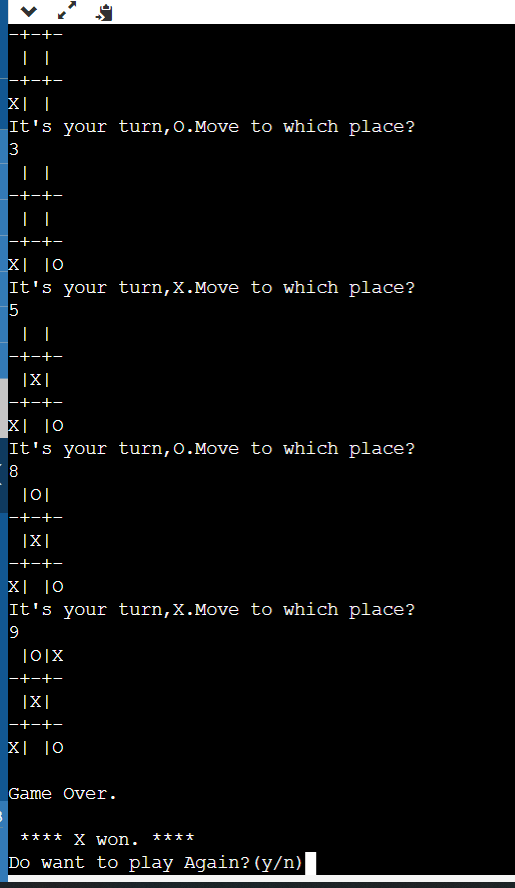 -+-+-
 | |
-+-+-
X| |
It's your turn,O.Move to which place?
3
 | |
-+-+-
 | |
-+-+-
X| |O
It's your turn,X.Move to which place?
5
 | |
-+-+-
 |X|
-+-+-
X| |O
It's your turn,O.Move to which place?
8
 |O|
-+-+-
 |X|
-+-+-
X| |O
It's your turn,X.Move to which place?
9
 |O|X
-+-+-
 |X|
-+-+-
X| |O
Game Over.
 **** X won. ****
Do want to play Again?(y/n)